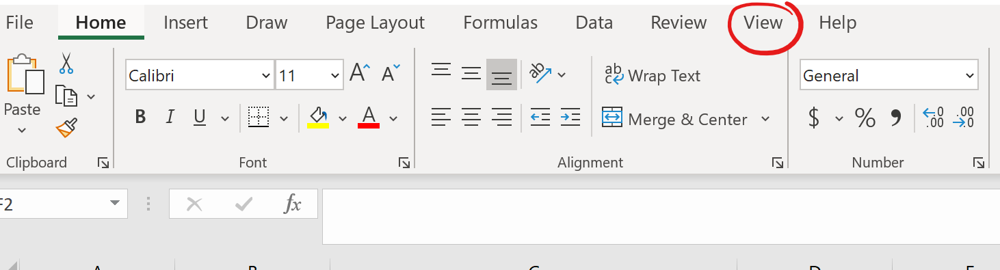 File Home Insert Draw Page Layout Formulas Data Review View Help
Calibri 11 A A ab ab c Wrap Text General
Paste B I U A Merge & Center $ % , 0 .00 .00 .0
Clipboard Font Alignment Number
F2 fx
A B C D E